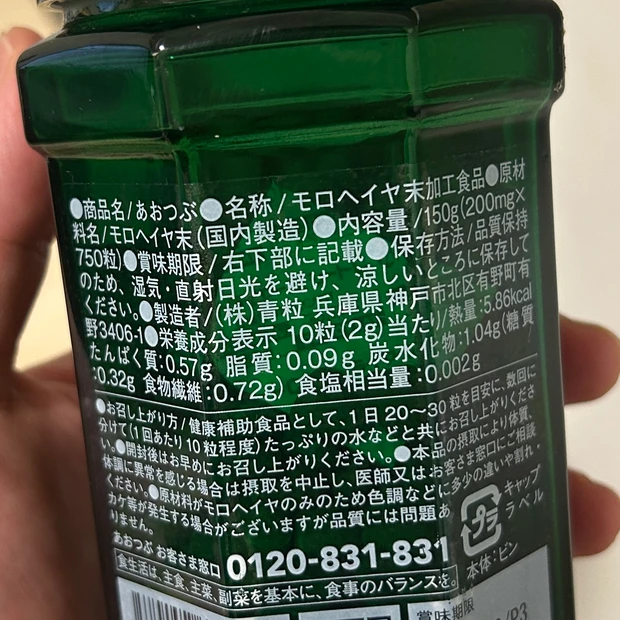 ●商品名/あおつぶ●名称/モロヘイヤ末加工食品●原材
料名/モロヘイヤ末(国内製造)●内容量/150g(200mg×
750粒)●賞味期限/右下部に記載●保存方法/品質保持
のため、湿気・直射日光を避け、涼しいところに保存して
ください。●製造者/(株)青粒 兵庫県神戸市北区有野町有
野3406-1●栄養成分表示 10粒(2g)当たり/熱量:5.86kcal
たんぱく質:0.57g 脂質:0.09g 炭水化物:1.04g(糖質
:0.32g 食物繊維:0.72g) 食塩相当量:0.002g
●お召し上がり方/健康補助食品として、1日20〜30粒を目安に、数回に
分けて(1回あたり10粒程度)たっぷりの水などと共にお召し上がりくださ
い。●開封後はお早めにお召し上がりください。●本品の摂取により体質、
体調に異常を感じる場合は摂取を中止し、医師又はお客さま窓口にご相談
ください。●原材料がモロヘイヤのみのため色調などに多少の違いや割れ・
カケ等が発生する場合がございますが品質には問題あ
りません。
プラ
キャップ
ラベル
本体:ビン
あおつぶ お客さま窓口 0120-831-831
食生活は、主食、主菜、副菜を基本に、食事のバランスを。
賞味期限
/P3